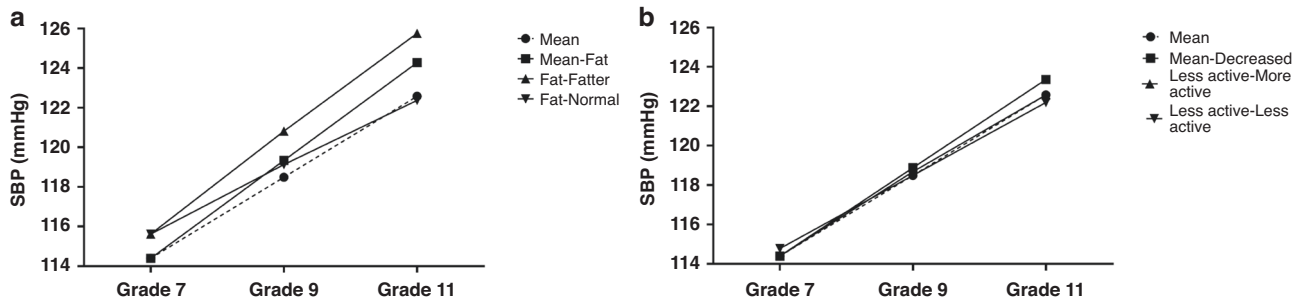 a
126
124
122
120
118
116
114
SBP (mmHg)
Grade 7 Grade 9 Grade 11
Mean
Mean-Fat
Fat-Fatter
Fat-Normal
b
126
124
122
119
118
116
114
SBP (mmHg)
Grade 7 Grade 9 Grade 11
Mean
Mean-Decreased
Less active-More
active
Less active-Less
active